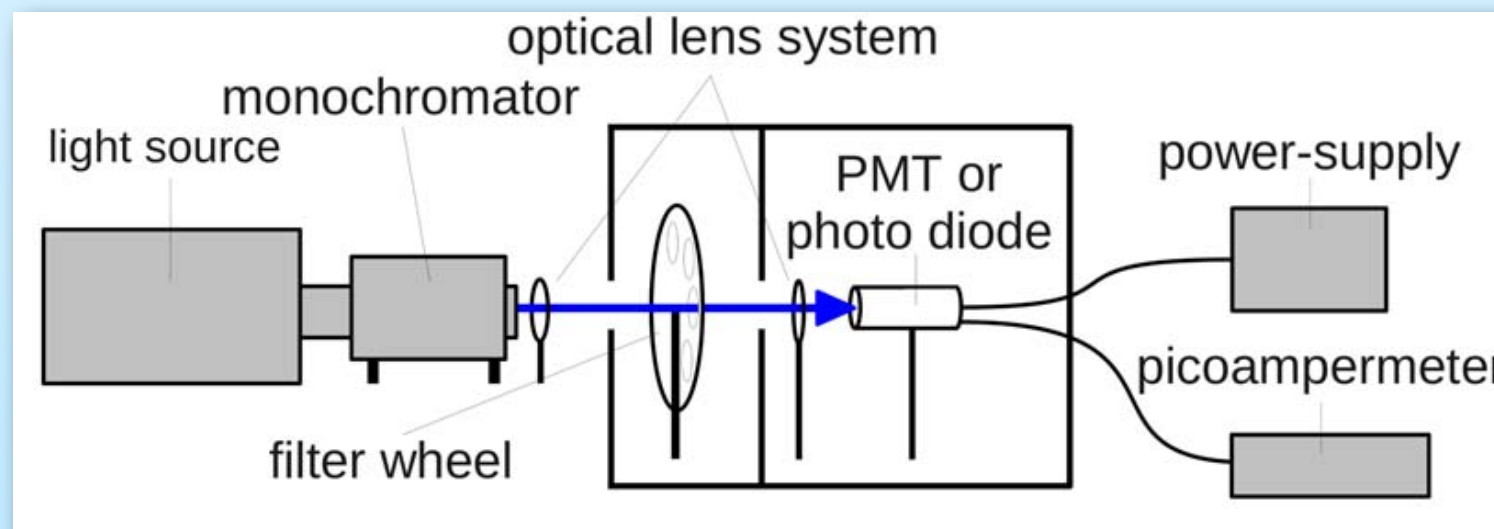 optical lens system
monochromator
light source
PMT or
photo diode
power-supply
picoampermeter
filter wheel